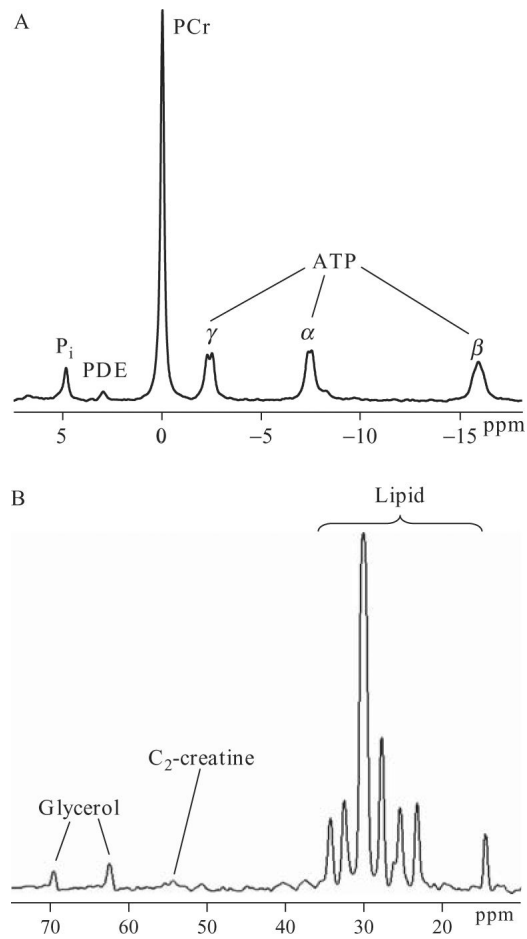 A
PCr
ATP
γ α β
P_i
PDE
5 0 −5 −10 −15 ppm
B
Lipid
C₂-creatine
Glycerol
70 60 50 40 30 20 ppm